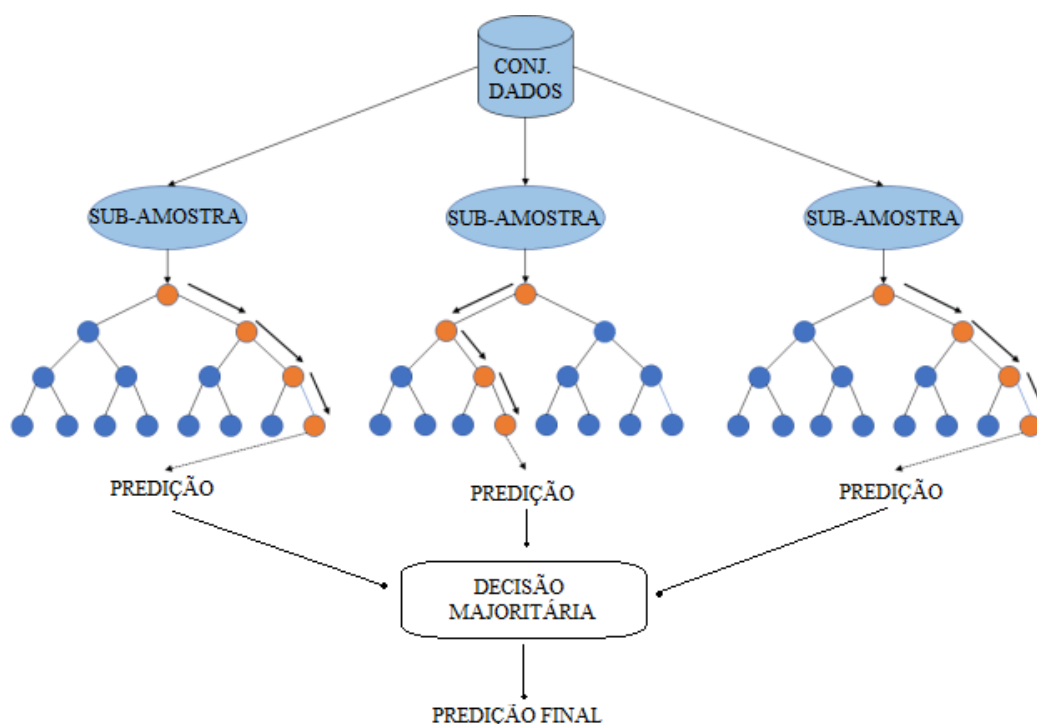 CONJ.
DADOS
SUB-AMOSTRA
SUB-AMOSTRA
SUB-AMOSTRA
PREDIÇÃO
PREDIÇÃO
PREDIÇÃO
DECISÃO
MAJORITÁRIA
PREDIÇÃO FINAL